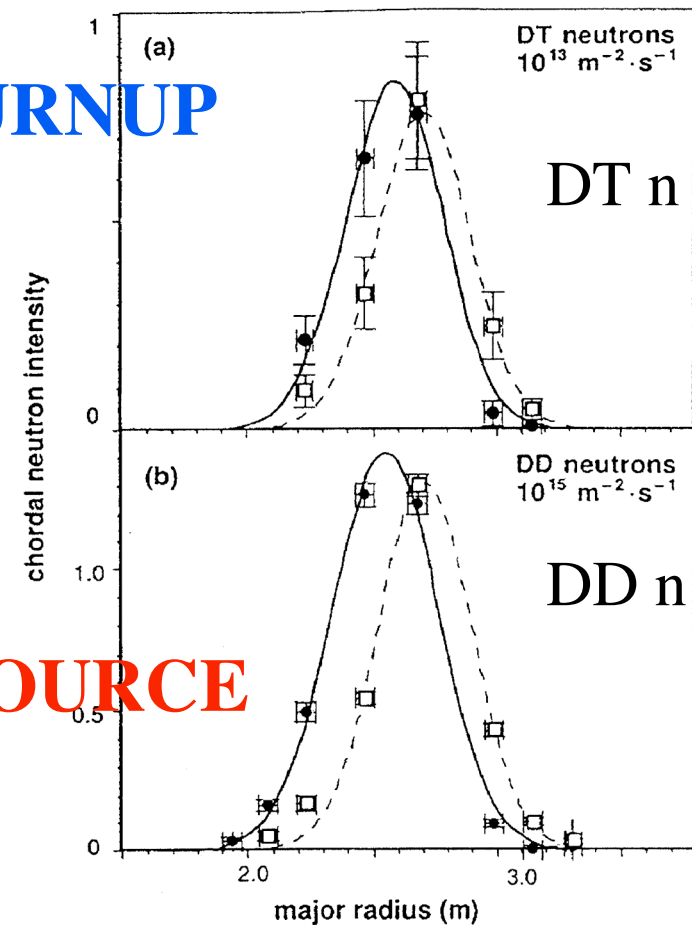 1
(a)
DT neutrons
10¹³ m⁻²·s⁻¹
URNUP
DT n
chordal neutron intensity
0
(b)
DD neutrons
10¹⁵ m⁻²·s⁻¹
1.0
DD n
OURCE
0.5
0
2.0
3.0
major radius (m)